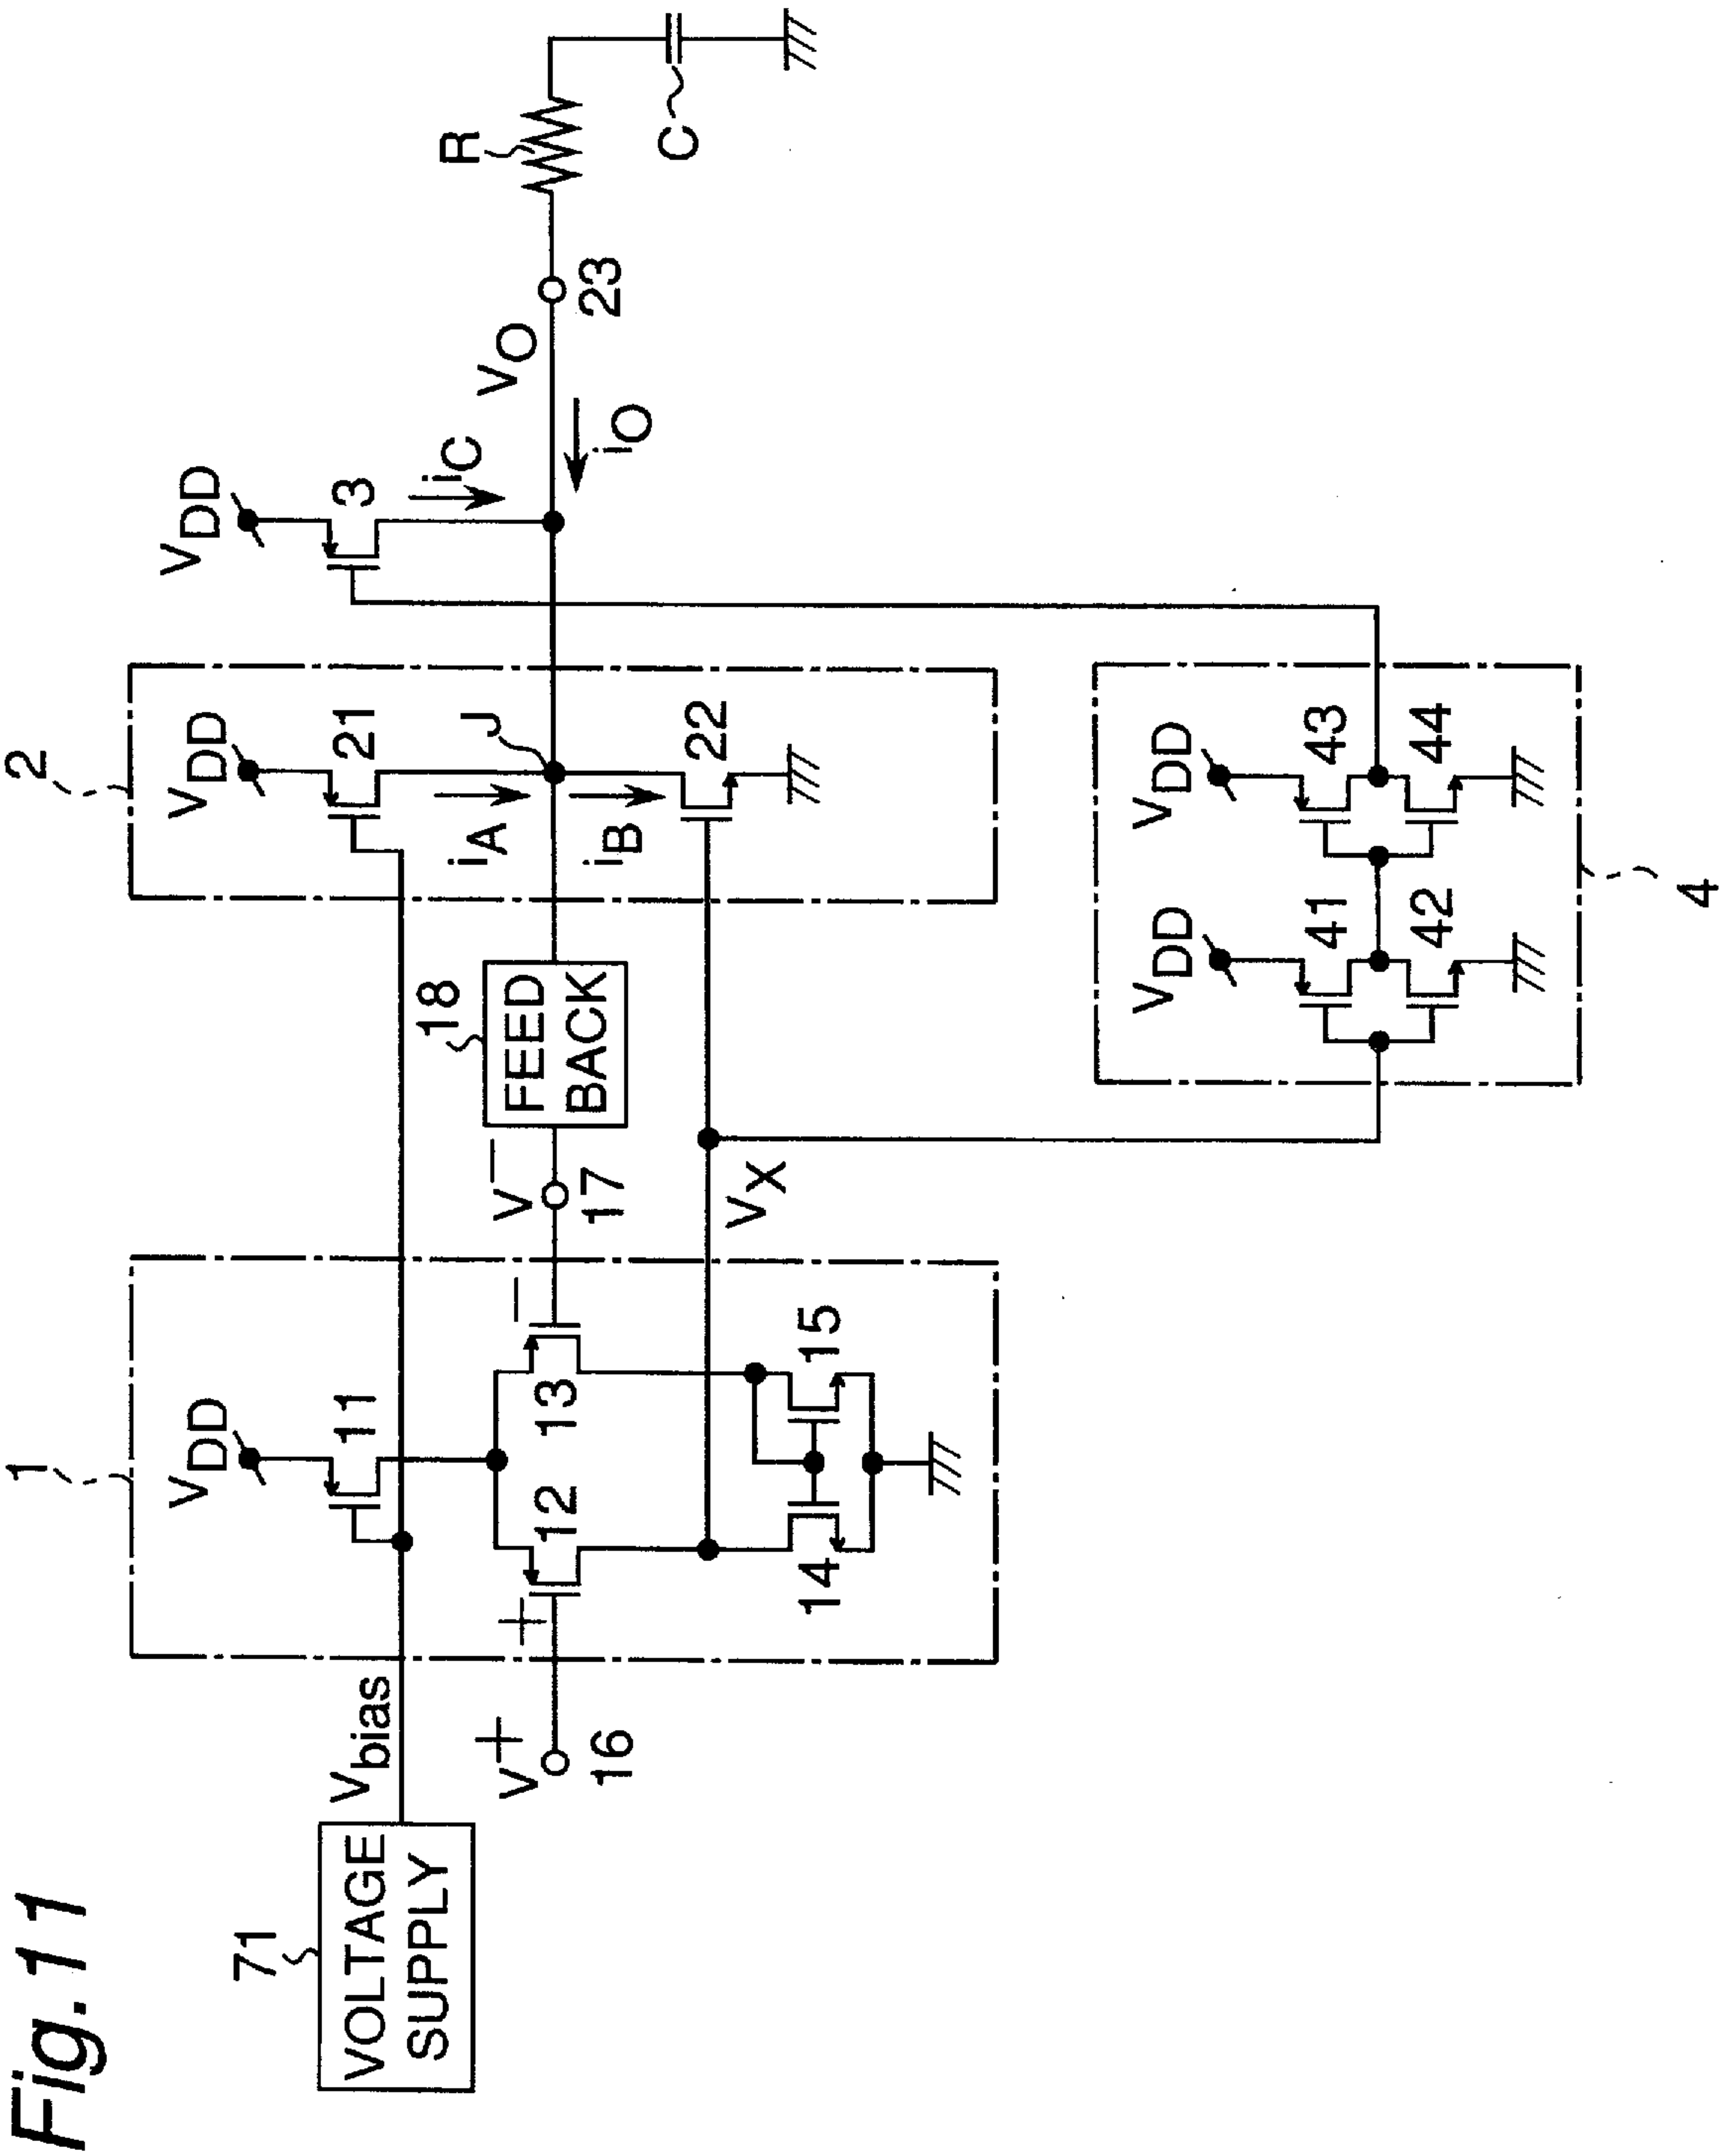 Fig.11
71
VOLTAGE
SUPPLY
Vbias
V+
16
1
VDD
11
+
12
13
−
14
15
V−
17
VX
18
FEED
BACK
2
VDD
21
iA
J
iB
22
VDD
3
iC
VO
iO
23
R
C
VDD
41
42
VDD
43
44
4